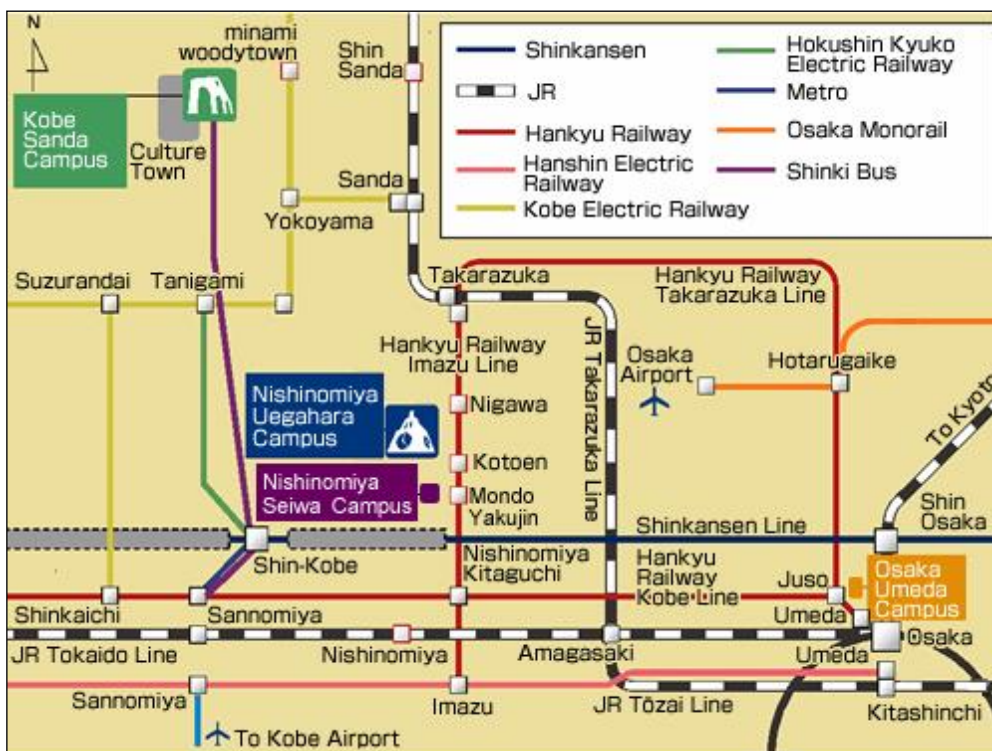 N
minami
woodytown
Shin
Sanda
Kobe
Sanda
Campus
Culture
Town
Sanda
Yokoyama
Shinkansen
JR
Hankyu Railway
Hanshin Electric
Railway
Kobe Electric Railway
Hokushin Kyuko
Electric Railway
Metro
Osaka Monorail
Shinki Bus
Suzurandai
Tanigami
Takarazuka
Hankyu Railway
Takarazuka Line
Hankyu Railway
Imazu Line
JR Takarazuka Line
Osaka
Airport
Hotarugaike
To Kyoto
Nishinomiya
Uegahara
Campus
Nigawa
Kotoen
Nishinomiya
Seiwa Campus
Mondo
Yakujin
Shin
Osaka
Shinkansen Line
Shin-Kobe
Nishinomiya
Kitaguchi
Hankyu
Railway
Kobe Line
Juso
Osaka
Umeda
Campus
Shinkaichi
Sannomiya
Umeda
Osaka
JR Tokaido Line
Nishinomiya
Amagasaki
Umeda
Sannomiya
Imazu
JR Tōzai Line
Kitashinchi
To Kobe Airport